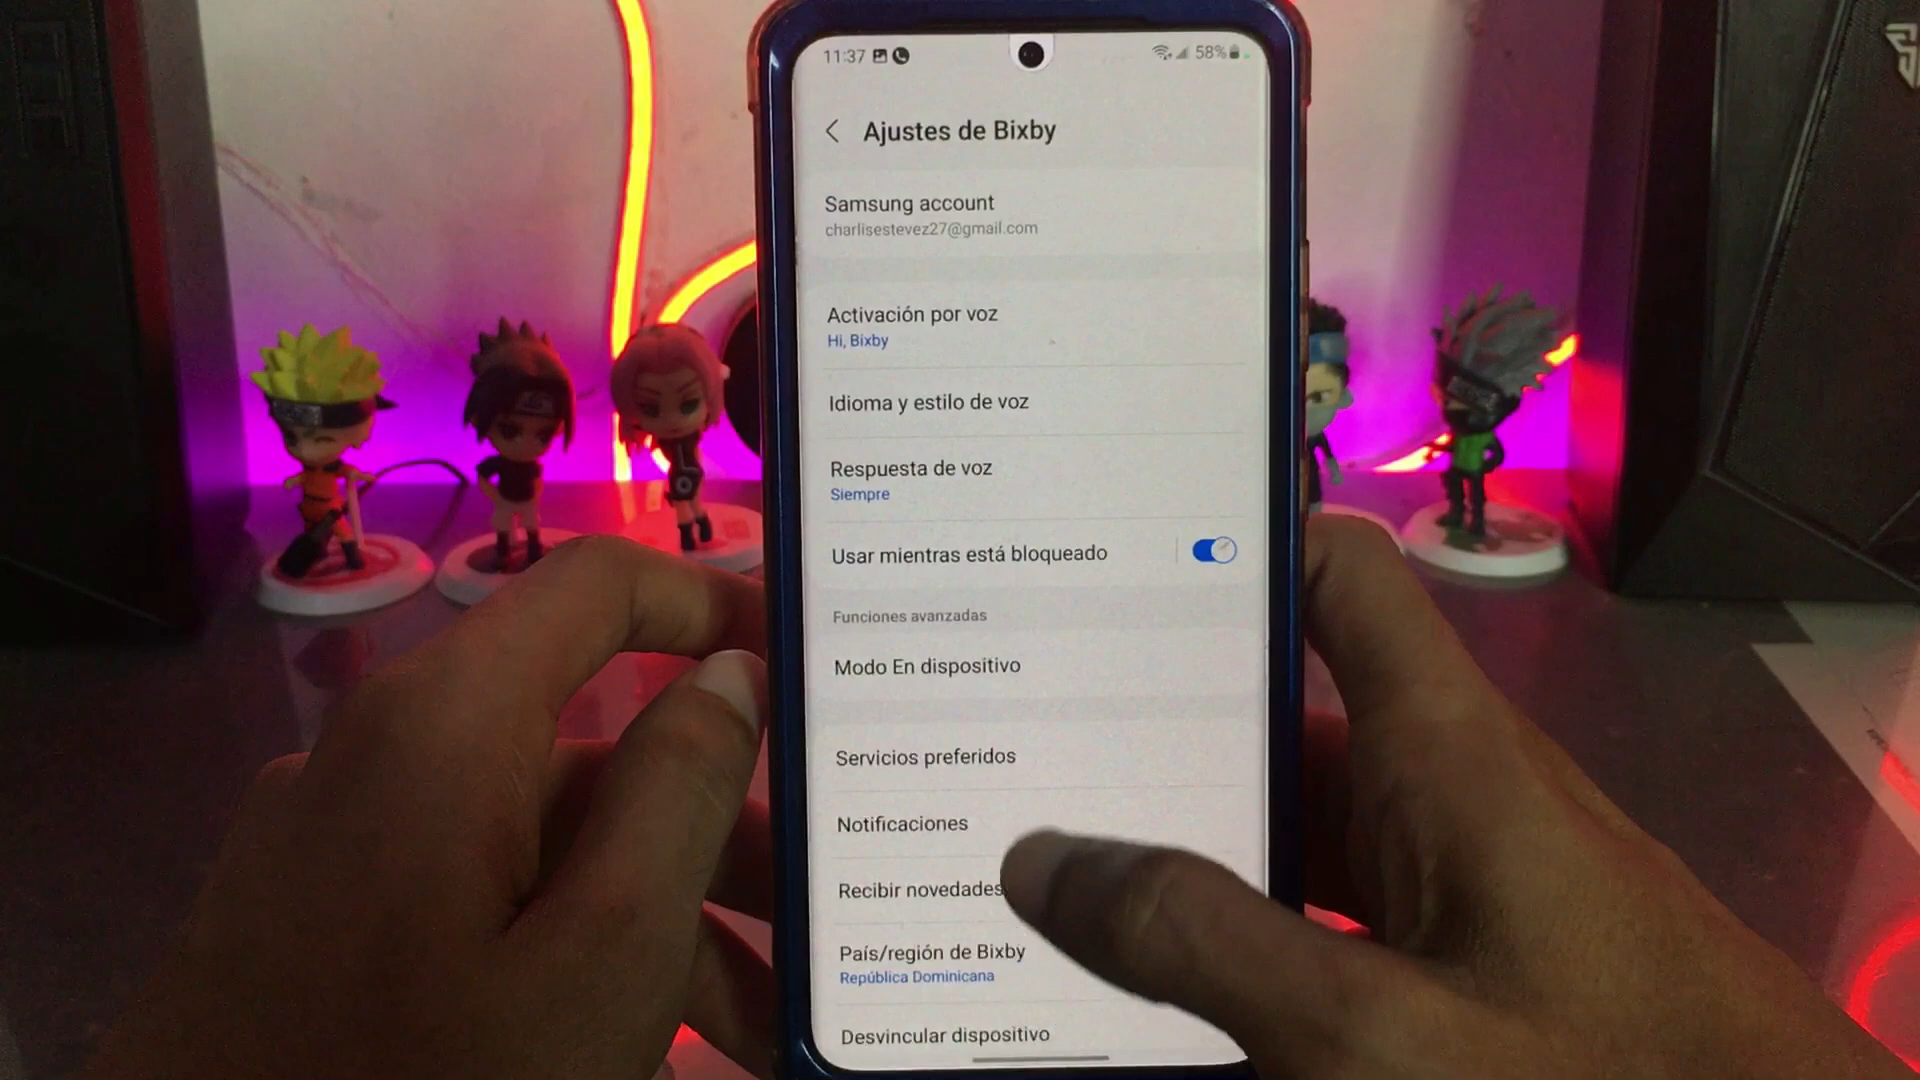 11:37
58%
Ajustes de Bixby
Samsung account
charlisestevez27@gmail.com
Activación por voz
Hi, Bixby
Idioma y estilo de voz
Respuesta de voz
Siempre
Usar mientras está bloqueado
Funciones avanzadas
Modo En dispositivo
Servicios preferidos
Notificaciones
Recibir novedades
País/región de Bixby
República Dominicana
Desvincular dispositivo